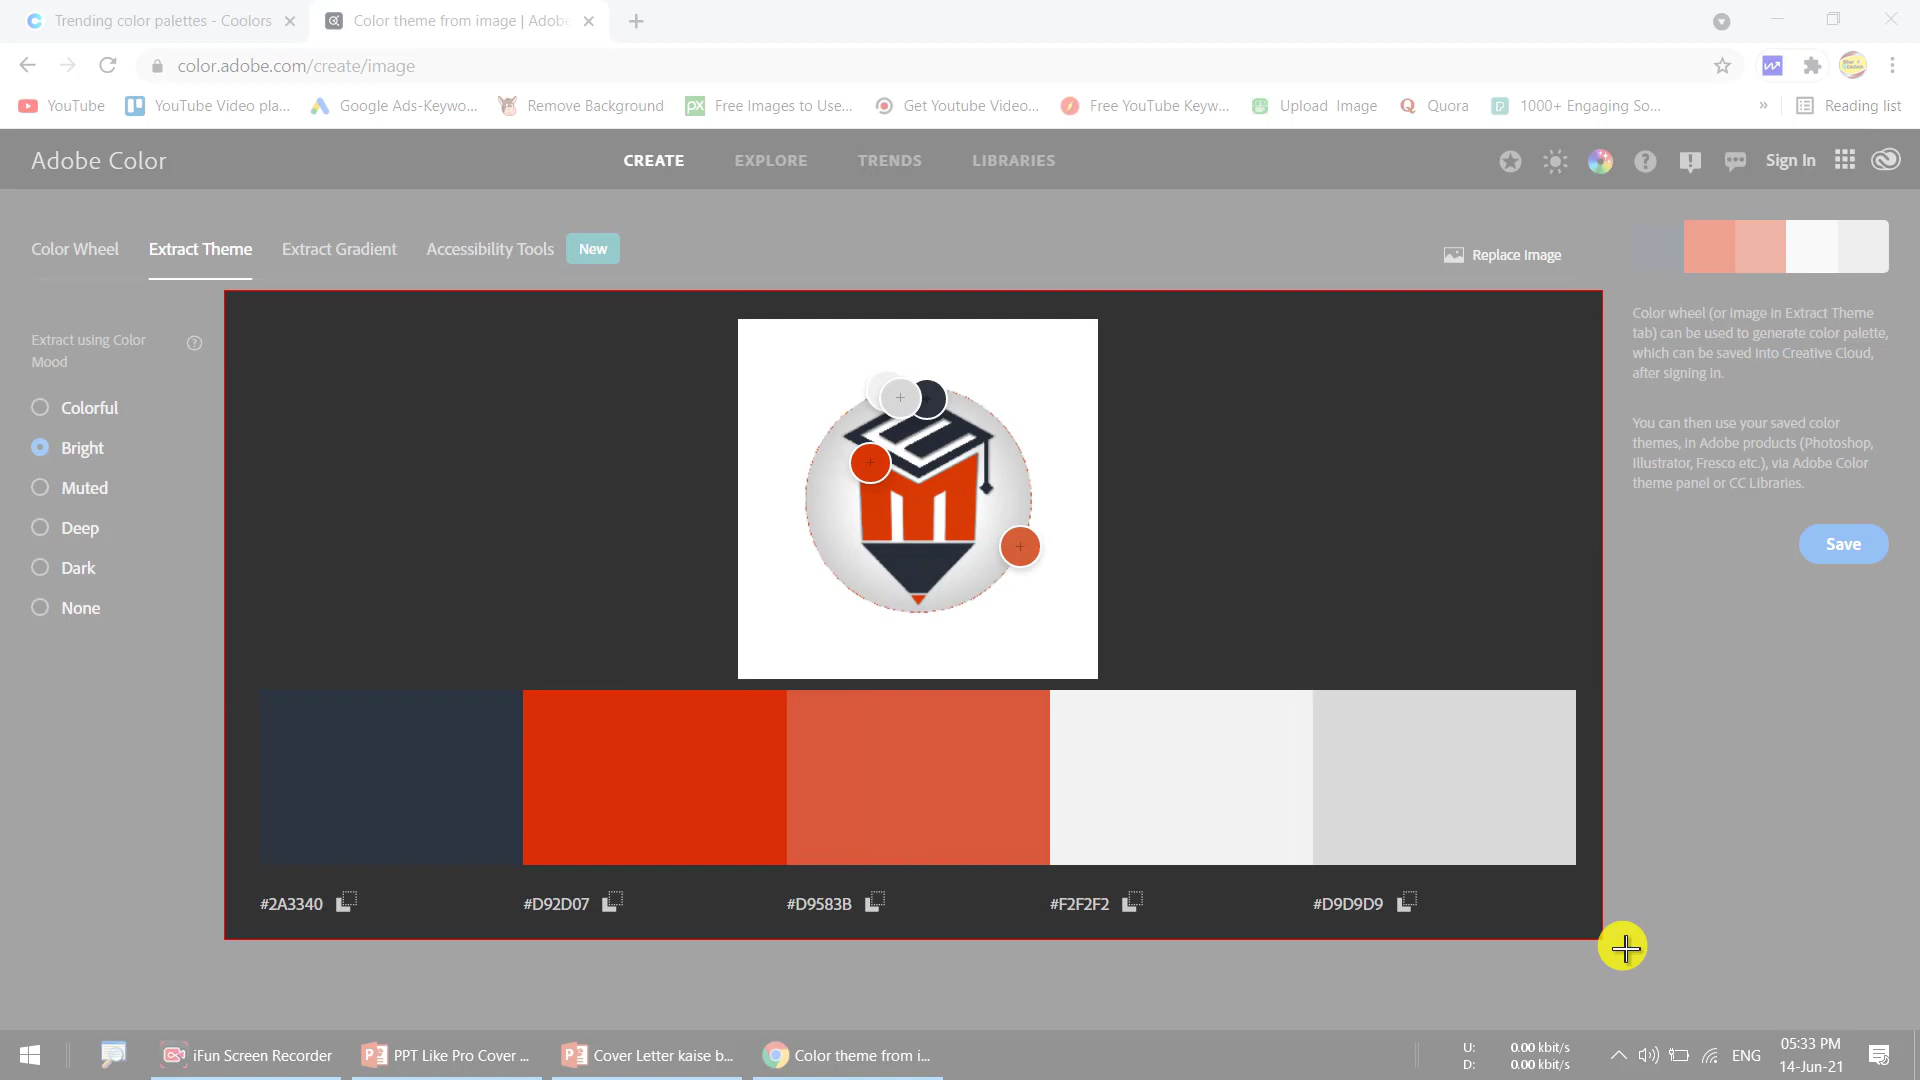 Trending color palettes - Coolors
Color theme from image | Adobe
color.adobe.com/create/image
YouTube
YouTube Video pla...
Google Ads-Keywo...
Remove Background
Free Images to Use...
Get Youtube Video...
Free YouTube Keyw...
Upload Image
Quora
1000+ Engaging So...
»
Reading list
Adobe Color
CREATE
EXPLORE
TRENDS
LIBRARIES
Sign In
Color Wheel
Extract Theme
Extract Gradient
Accessibility Tools
New
Replace Image
Extract using Color
Mood
Colorful
Bright
Muted
Deep
Dark
None
Color wheel (or image in Extract Theme
tab) can be used to generate color palette,
which can be saved into Creative Cloud,
after signing in.
You can then use your saved color
themes, in Adobe products (Photoshop,
Illustrator, Fresco etc.), via Adobe Color
theme panel or CC Libraries.
Save
#2A3340
#D92D07
#D9583B
#F2F2F2
#D9D9D9
iFun Screen Recorder
PPT Like Pro Cover ...
Cover Letter kaise b...
Color theme from i...
U: 0.00 kbit/s
D: 0.00 kbit/s
ENG
05:33 PM
14-Jun-21